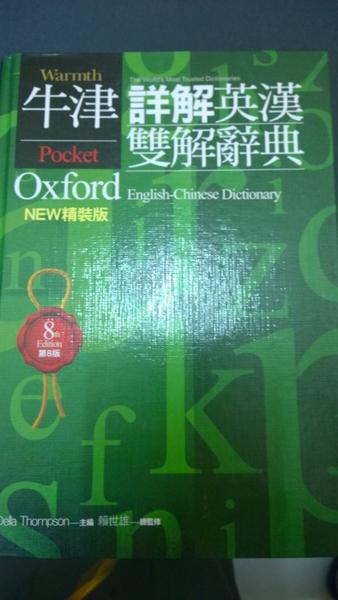 Warmth
The World's Most Trusted Dictionaries
牛津 詳解英漢
雙解辭典
Pocket
Oxford English-Chinese Dictionary
NEW精裝版
8th
Edition
第8版
Della Thompson—主編 賴世雄—總監修